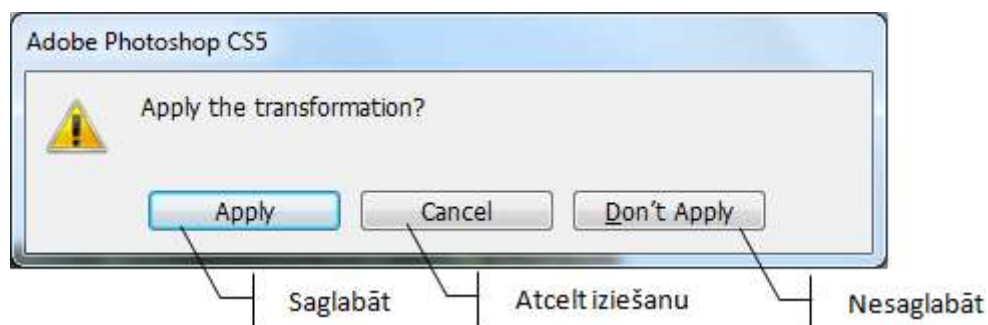 Adobe Photoshop CS5
Apply the transformation?
Apply Cancel Don't Apply
Saglabāt Atcelt iziešanu Nesaglabāt